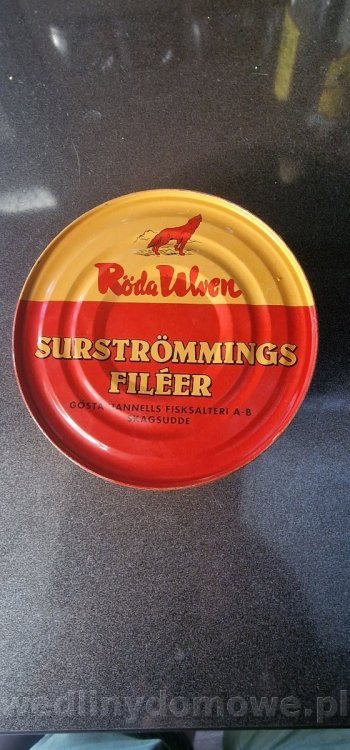 Röda Ulven
SURSTRÖMMINGS
FILÉER
GÖSTA HANNELLS FISKSALTERI A-B
SKAGSUDDE
wedlinydomowe.pl